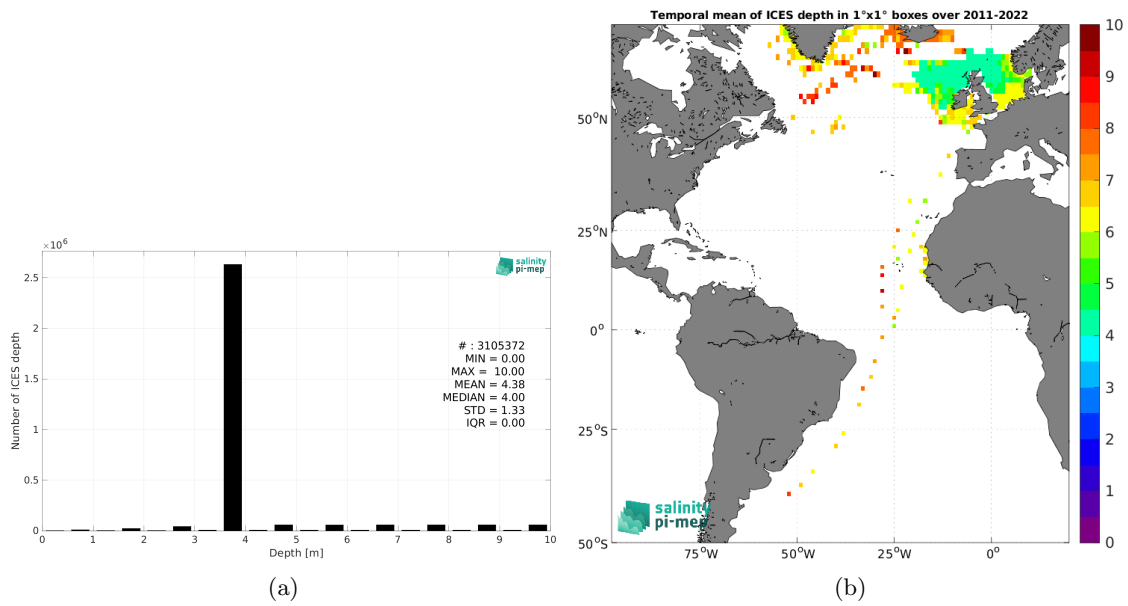 ×10⁶
2.5
2
1.5
1
0.5
0
Number of ICES depth
salinity
pi-mep
# : 3105372
MIN = 0.00
MAX = 10.00
MEAN = 4.38
MEDIAN = 4.00
STD = 1.33
IQR = 0.00
0 1 2 3 4 5 6 7 8 9 10
Depth [m]
(a)
Temporal mean of ICES depth in 1°x1° boxes over 2011-2022
50°N
25°N
0°
25°S
50°S
salinity
pi-mep
75°W 50°W 25°W 0°
10
9
8
7
6
5
4
3
2
1
0
(b)